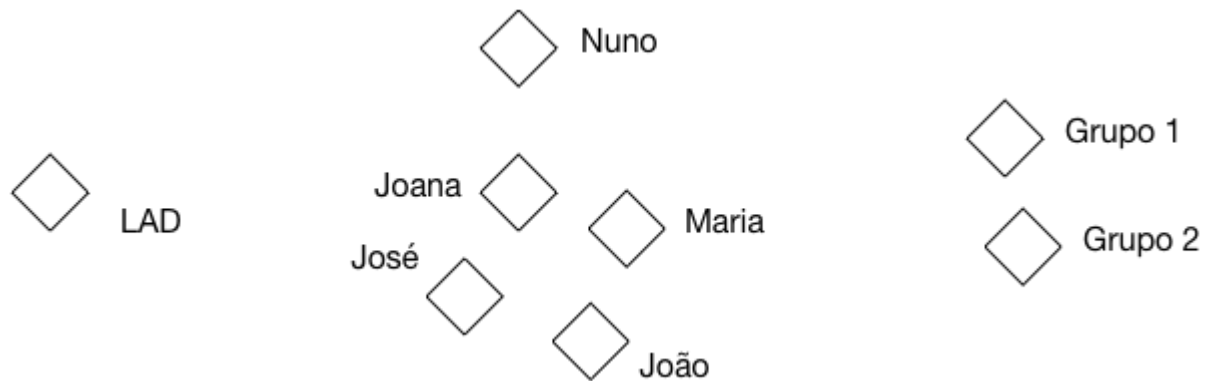 Nuno
Grupo 1
Joana
LAD
Maria
Grupo 2
José
João